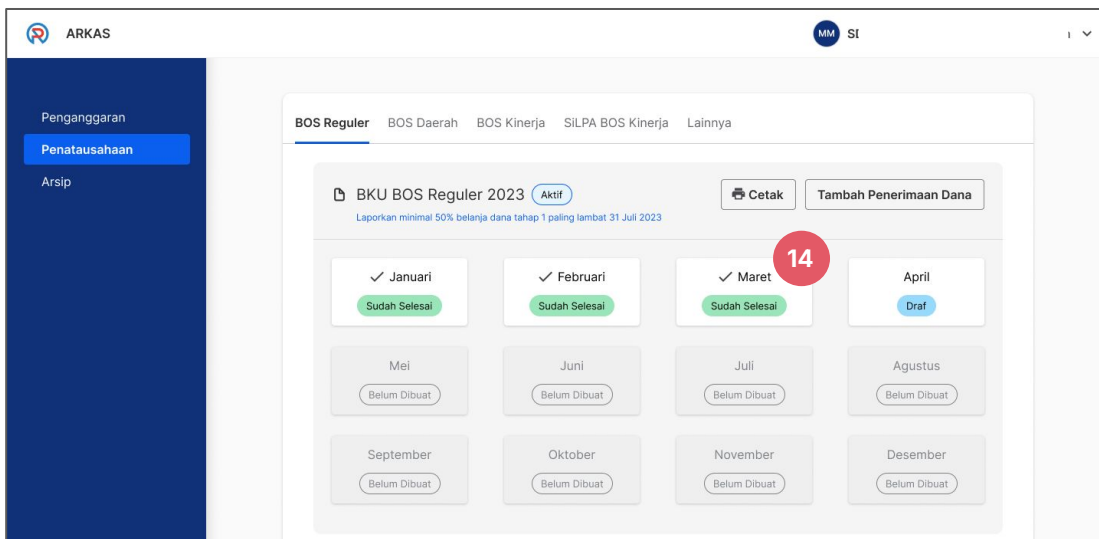 ARKAS
MM SI
Penganggaran
Penatausahaan
Arsip
BOS Reguler BOS Daerah BOS Kinerja SiLPA BOS Kinerja Lainnya
BKU BOS Reguler 2023 Aktif
Laporkan minimal 50% belanja dana tahap 1 paling lambat 31 Juli 2023
Cetak
Tambah Penerimaan Dana
14
Januari Februari Maret April
Sudah Selesai Sudah Selesai Sudah Selesai Draf
Mei Juni Juli Agustus
Belum Dibuat Belum Dibuat Belum Dibuat Belum Dibuat
September Oktober November Desember
Belum Dibuat Belum Dibuat Belum Dibuat Belum Dibuat